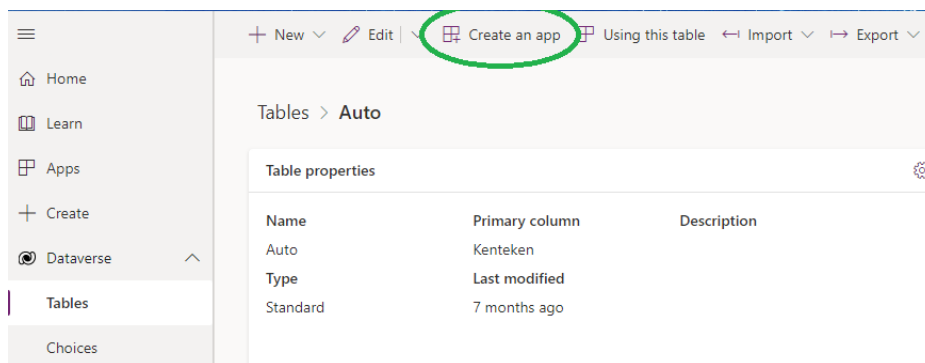 New Edit Create an app Using this table Import Export
Home
Learn
Apps
Create
Dataverse
Tables
Choices
Tables > Auto
Table properties
Name Primary column Description
Auto Kenteken
Type Last modified
Standard 7 months ago